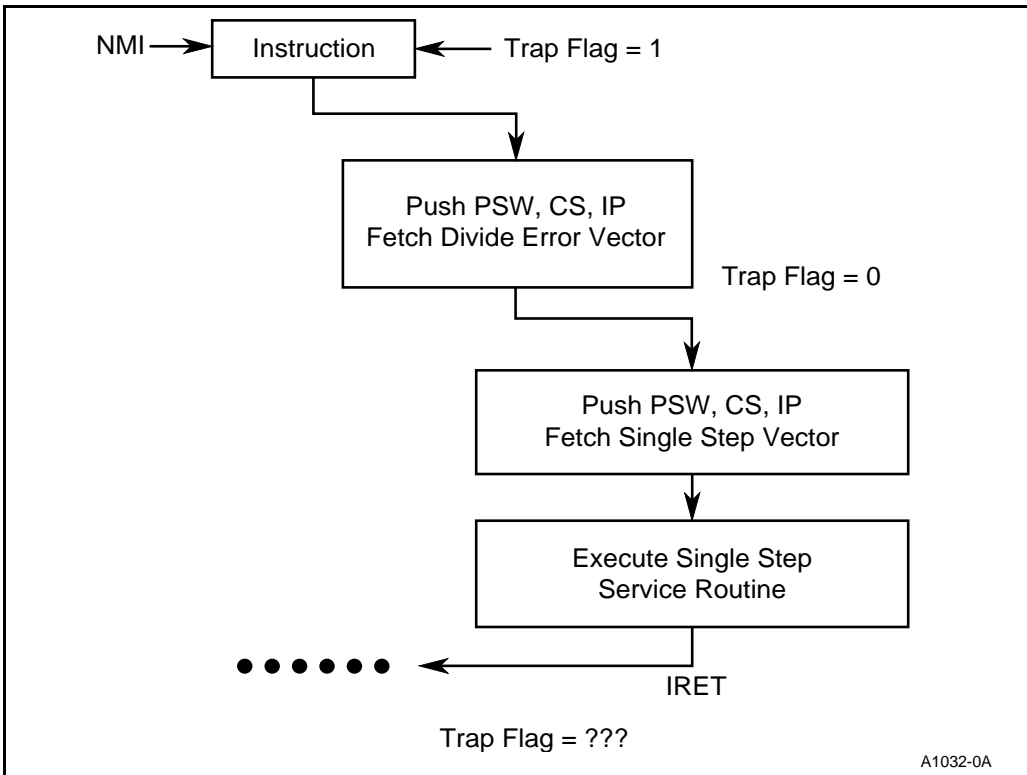 NMI
Instruction
Trap Flag = 1
Push PSW, CS, IP
Fetch Divide Error Vector
Trap Flag = 0
Push PSW, CS, IP
Fetch Single Step Vector
Execute Single Step
Service Routine
IRET
Trap Flag = ???
A1032-0A